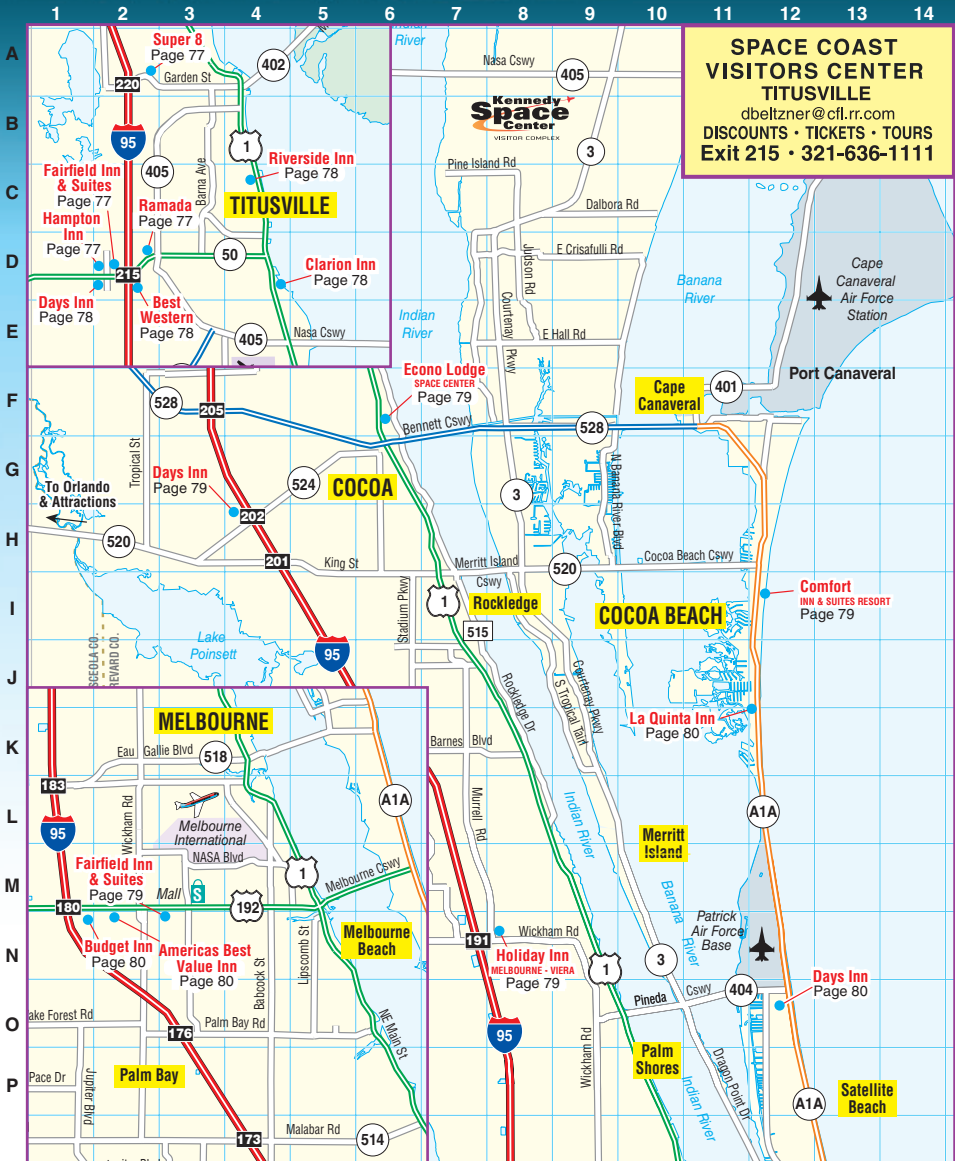 1 2 3 4 5 6 7 8 9 10 11 12 13 14
A
B
C
D
E
F
G
H
I
J
K
L
M
N
O
P
SPACE COAST
VISITORS CENTER
TITUSVILLE
dbeltzner@cfl.rr.com
DISCOUNTS • TICKETS • TOURS
Exit 215 • 321-636-1111
Super 8
Page 77
220
Garden St
402
95
1
405
Barna Ave
Riverside Inn
Page 78
Fairfield Inn
& Suites
Page 77
Ramada
Page 77
TITUSVILLE
Hampton
Inn
Page 77
50
215
Clarion Inn
Page 78
Days Inn
Page 78
Best
Western
Page 78
405
Nasa Cswy
Indian
River
Nasa Cswy
405
Kennedy
Space
Center
VISITOR COMPLEX
3
Pine Island Rd
Dalbora Rd
E Crisafulli Rd
Judson Rd
Courtenay
Pkwy
E Hall Rd
Indian
River
Banana
River
Cape
Canaveral
Air Force
Station
Port Canaveral
401
Cape
Canaveral
Econo Lodge
SPACE CENTER
Page 79
Bennett Cswy
528
528
205
Tropical St
Days Inn
Page 79
524
COCOA
To Orlando
& Attractions
520
202
201
King St
3
N Banana River Blvd
Merritt Island
Cswy
520
Cocoa Beach Cswy
Stadium Pkwy
1
Rockledge
515
COCOA BEACH
Comfort
INN & SUITES RESORT
Page 79
Lake
Poinsett
SCEOLA CO.
REVARD CO.
95
Rockledge Dr
S Tropical Tail
Courtenay Pkwy
La Quinta Inn
Page 80
Barnes Blvd
Murrell Rd
Indian River
A1A
Merritt
Island
Banana
River
Patrick
Air Force
Base
191
Wickham Rd
Holiday Inn
MELBOURNE - VIERA
Page 79
1
3
Pineda Cswy
404
Days Inn
Page 80
95
Wickham Rd
Palm
Shores
Indian River
Dragon Point Dr
A1A
Satellite
Beach
MELBOURNE
Eau Gallie Blvd
518
183
95
Wickham Rd
Melbourne
International
NASA Blvd
A1A
1
Fairfield Inn
& Suites
Page 79
Mall
S
Melbourne Cswy
180
192
Budget Inn
Page 80
Americas Best
Value Inn
Page 80
Babcock St
Lipscomb St
Melbourne
Beach
ake Forest Rd
176
Palm Bay Rd
NE Main St
Pace Dr
Jupiter Blvd
Palm Bay
173
Malabar Rd
514